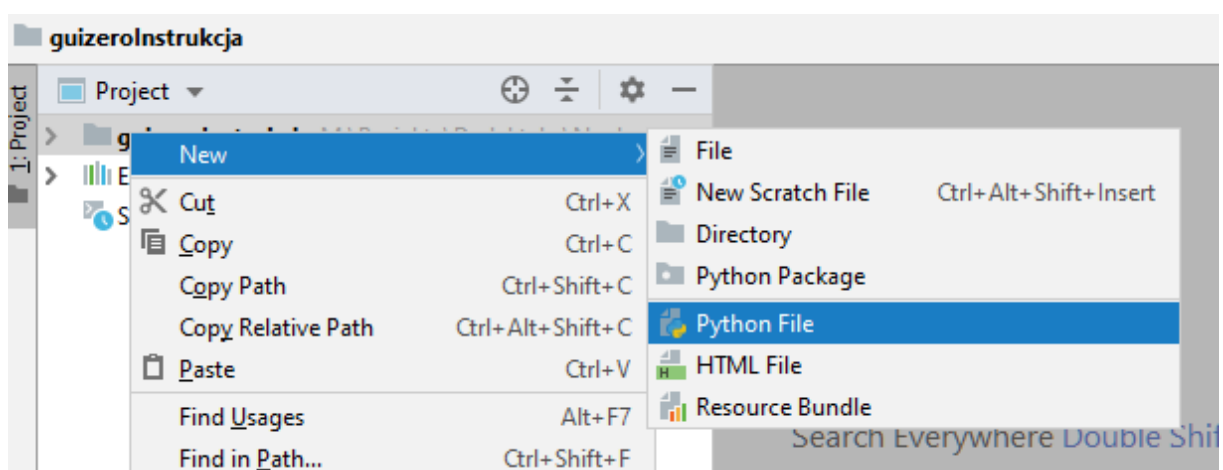 guizeroInstrukcja
1: Project
Project
New
Cut Ctrl+X
Copy Ctrl+C
Copy Path Ctrl+Shift+C
Copy Relative Path Ctrl+Alt+Shift+C
Paste Ctrl+V
Find Usages Alt+F7
Find in Path... Ctrl+Shift+F
File
New Scratch File Ctrl+Alt+Shift+Insert
Directory
Python Package
Python File
HTML File
Resource Bundle
Search Everywhere Double Shif